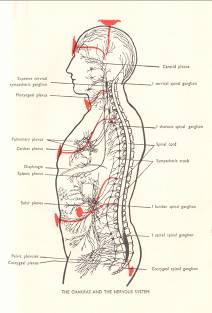 Carotid plexus
Superior cervical
sympathetic ganglion
1 cervical spinal ganglion
Pharyngeal plexus
1 thoracic spinal ganglion
Pulmonary plexus
Cardiac plexus
Spinal cord
Sympathetic trunk
Diaphragm
Splenic plexus
Solar plexus
1 lumbar spinal ganglion
1 sacral spinal ganglion
Pelvic plexuses
Coccygeal plexus
Coccygeal spinal ganglion
THE CHAKRAS AND THE NERVOUS SYSTEM